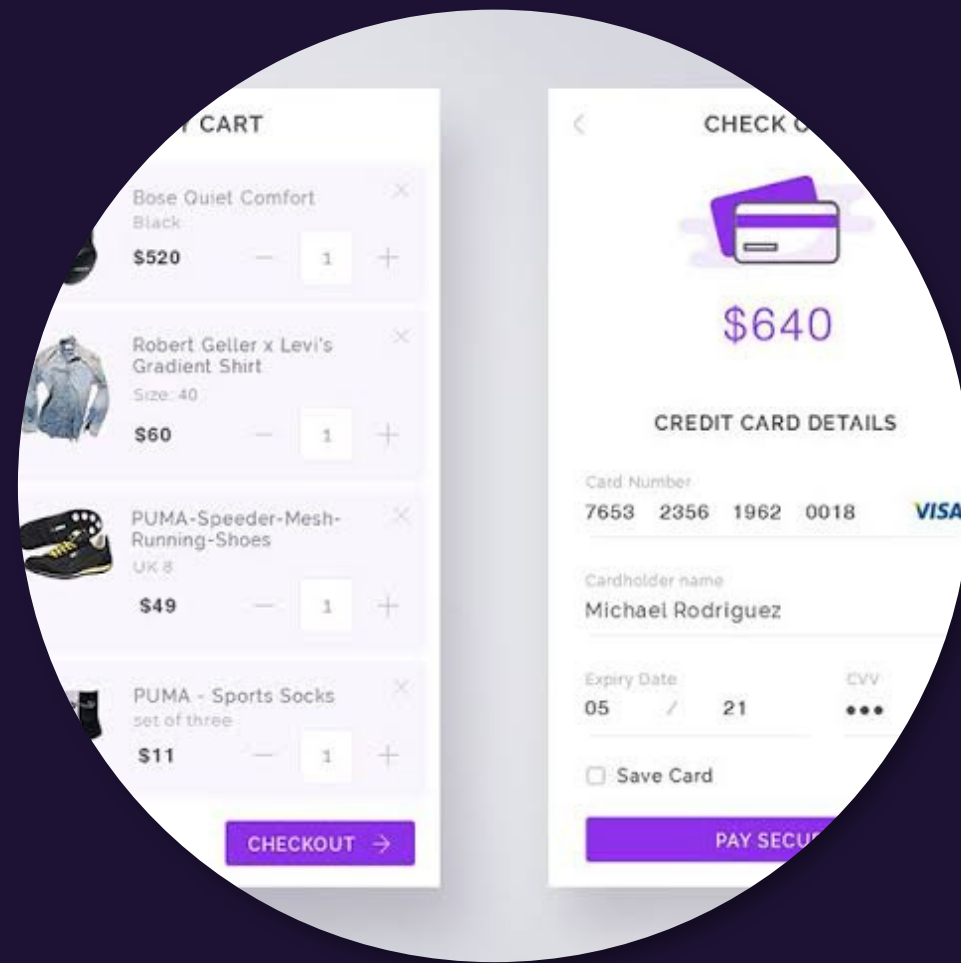 CART
Bose Quiet Comfort
Black
$520 — 1 +
Robert Geller x Levi's
Gradient Shirt
Size: 40
$60 — 1 +
PUMA-Speeder-Mesh-
Running-Shoes
UK 8
$49 — 1 +
PUMA - Sports Socks
set of three
$11 — 1 +
CHECKOUT →
CHECK
$640
CREDIT CARD DETAILS
Card Number
7653 2356 1962 0018 VISA
Cardholder name
Michael Rodriguez
Expiry Date CVV
05 / 21 •••
Save Card
PAY